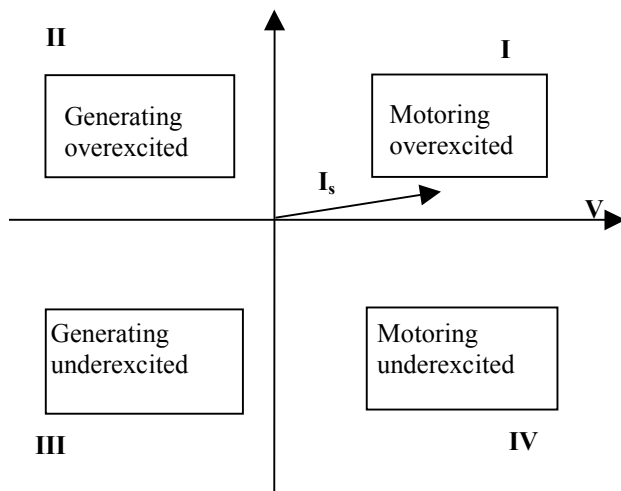 II
I
Generating
overexcited
Motoring
overexcited
Is
V
Generating
underexcited
Motoring
underexcited
III
IV